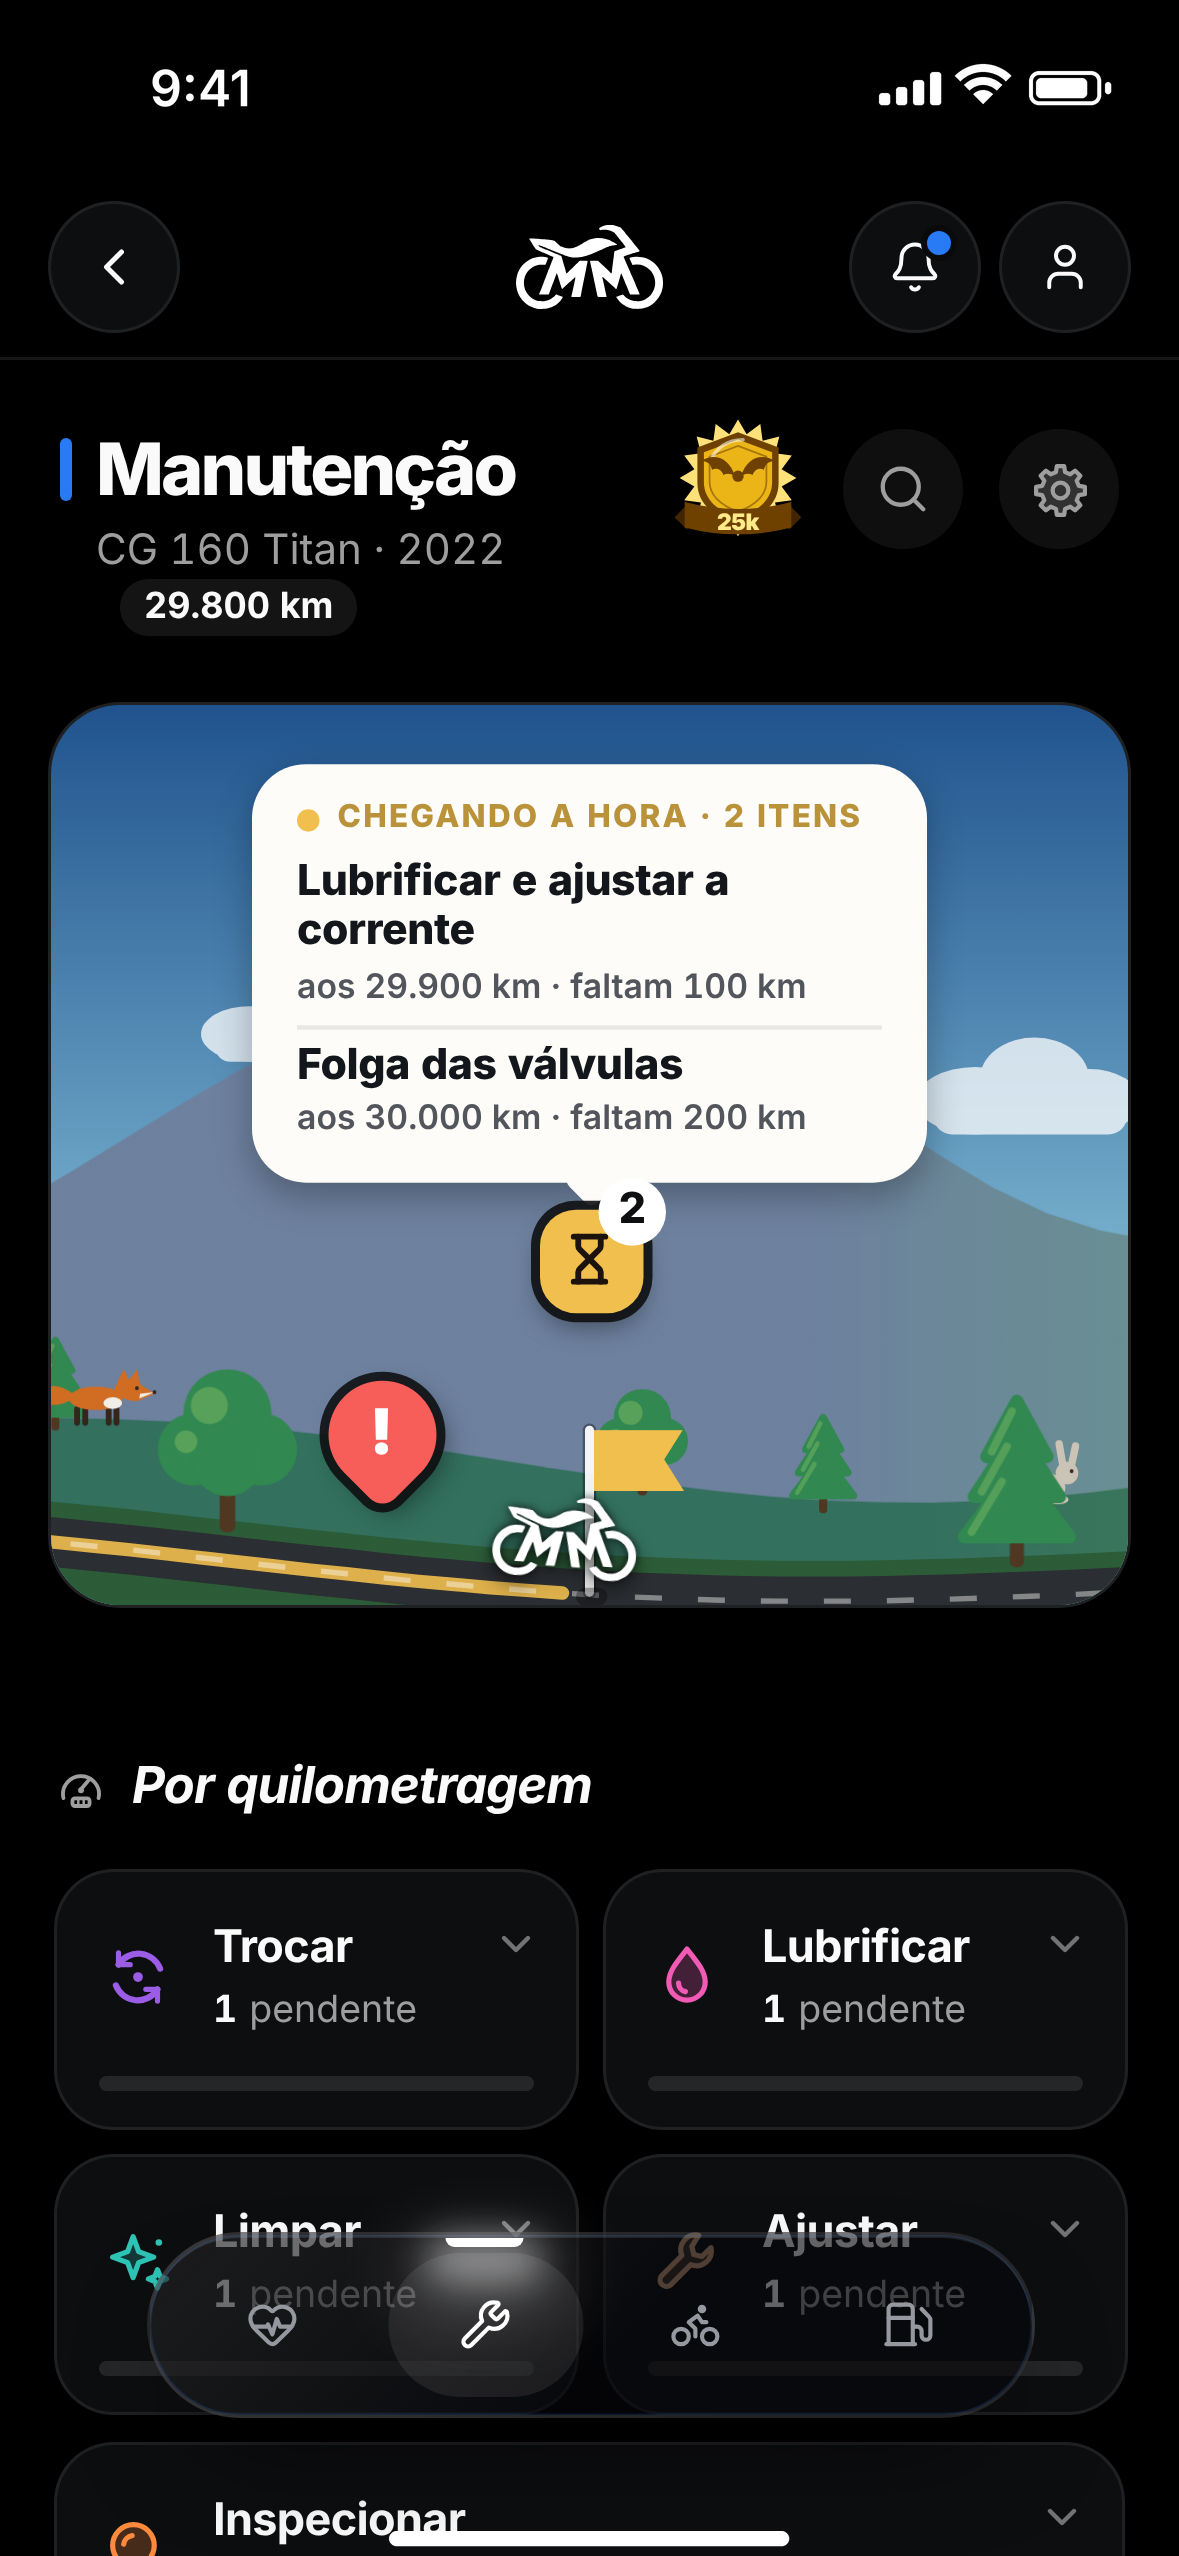 9:41
MM
Manutenção
25k
CG 160 Titan · 2022
29.800 km
CHEGANDO A HORA · 2 ITENS
Lubrificar e ajustar a
corrente
aos 29.900 km · faltam 100 km
Folga das válvulas
aos 30.000 km · faltam 200 km
2
!
MM
Por quilometragem
Trocar
1 pendente
Lubrificar
1 pendente
Limpar
1 pendente
Ajustar
1 pendente
Inspecionar